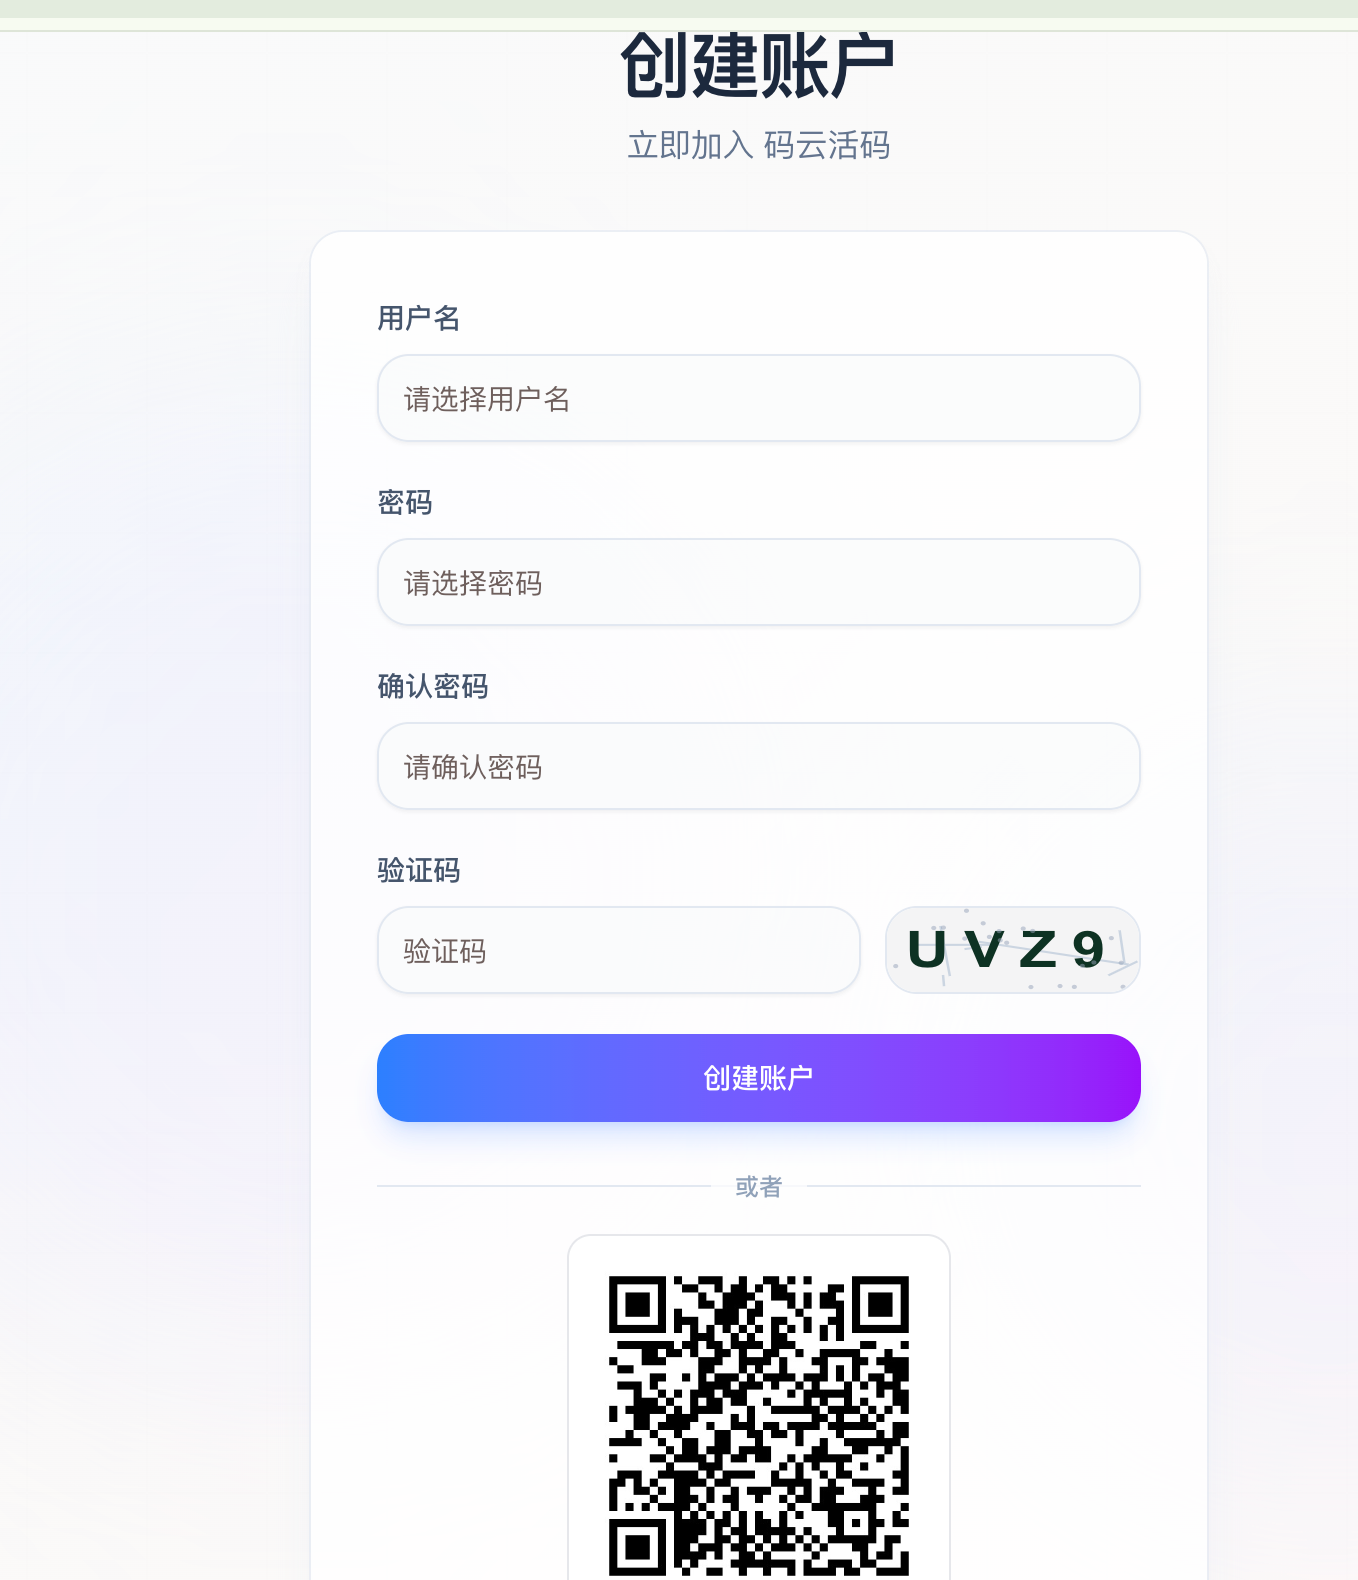 创建账户
立即加入 码云活码
用户名
请选择用户名
密码
请选择密码
确认密码
请确认密码
验证码
验证码
UVZ9
创建账户
或者